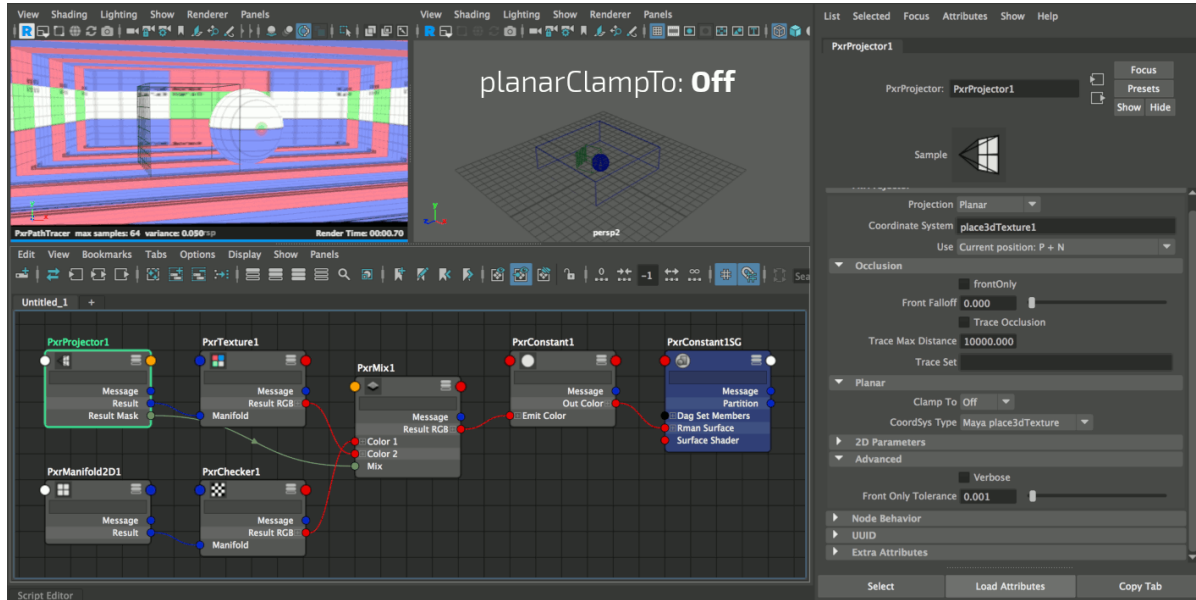 View Shading Lighting Show Renderer Panels
View Shading Lighting Show Renderer Panels
planarClampTo: Off
PxrPathTracer max samples: 64 variance: 0.050
Render Time: 00:00.70
persp2
Edit View Bookmarks Tabs Options Display Show Panels
-1
Sea
Untitled_1 +
PxrProjector1
Message
Result
Result Mask
PxrTexture1
Message
Result RGB
Manifold
PxrMix1
Message
Result RGB
Color 1
Color 2
Mix
PxrConstant1
Message
Out Color
Emit Color
PxrConstant1SG
Message
Partition
Dag Set Members
Rman Surface
Surface Shader
PxrManifold2D1
Message
Result
PxrChecker1
Message
Result RGB
Manifold
Script Editor
List Selected Focus Attributes Show Help
PxrProjector1
PxrProjector: PxrProjector1
Focus
Presets
Show Hide
Sample
Projection Planar
Coordinate System place3dTexture1
Use Current position: P + N
Occlusion
frontOnly
Front Falloff 0.000
Trace Occlusion
Trace Max Distance 10000.000
Trace Set
Planar
Clamp To Off
CoordSys Type Maya place3dTexture
2D Parameters
Advanced
Verbose
Front Only Tolerance 0.001
Node Behavior
UUID
Extra Attributes
Select Load Attributes Copy Tab